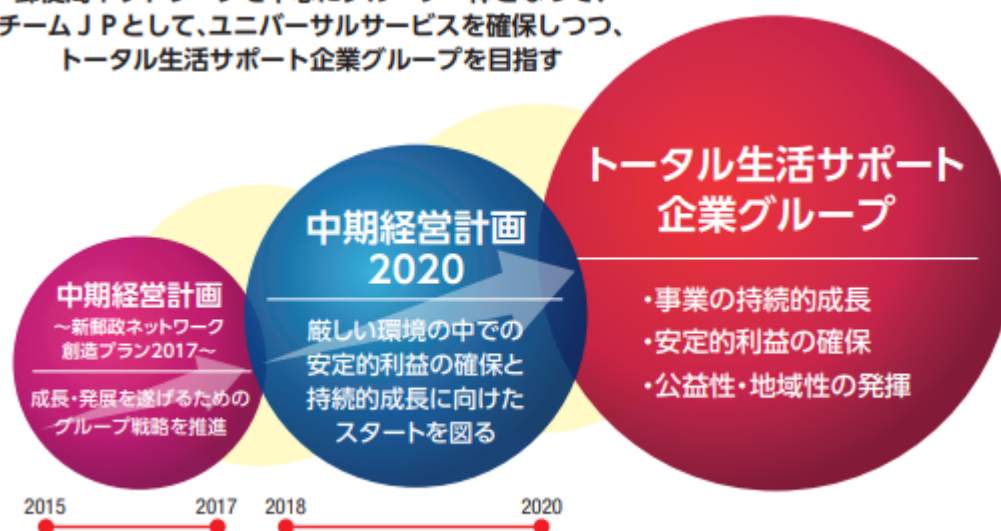 チームＪＰとして、ユニバーサルサービスを確保しつつ、
トータル生活サポート企業グループを目指す
中期経営計画
～新郵政ネットワーク
創造プラン2017～
成長・発展を遂げるための
グループ戦略を推進
中期経営計画
2020
厳しい環境の中での
安定的利益の確保と
持続的成長に向けた
スタートを図る
トータル生活サポート
企業グループ
・事業の持続的成長
・安定的利益の確保
・公益性・地域性の発揮
2015
2017
2018
2020